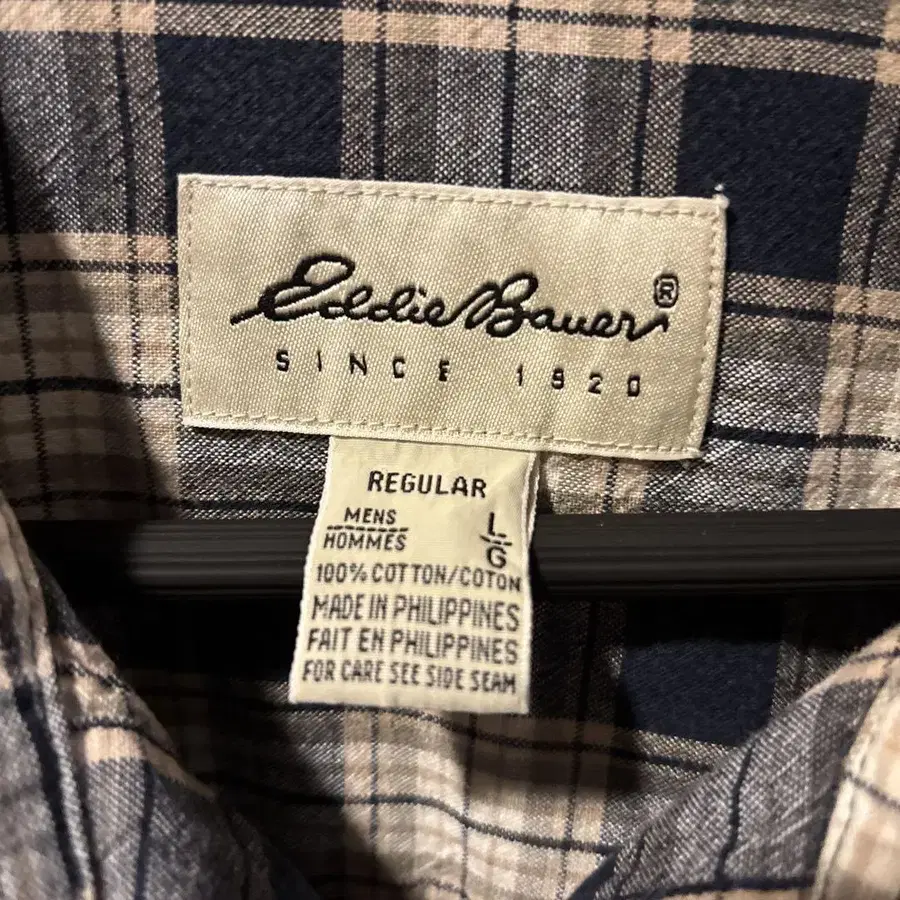 Eddie Bauer®
SINCE 1920
REGULAR
MENS L
HOMMES G
100% COTTON/COTON
MADE IN PHILIPPINES
FAIT EN PHILIPPINES
FOR CARE SEE SIDE SEAM